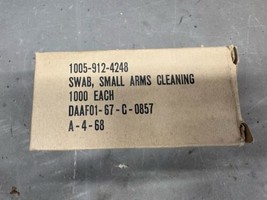 1005-912-4248
SWAB, SMALL ARMS CLEANING
1000 EACH
DAAF01-67-C-0857
A-4-68